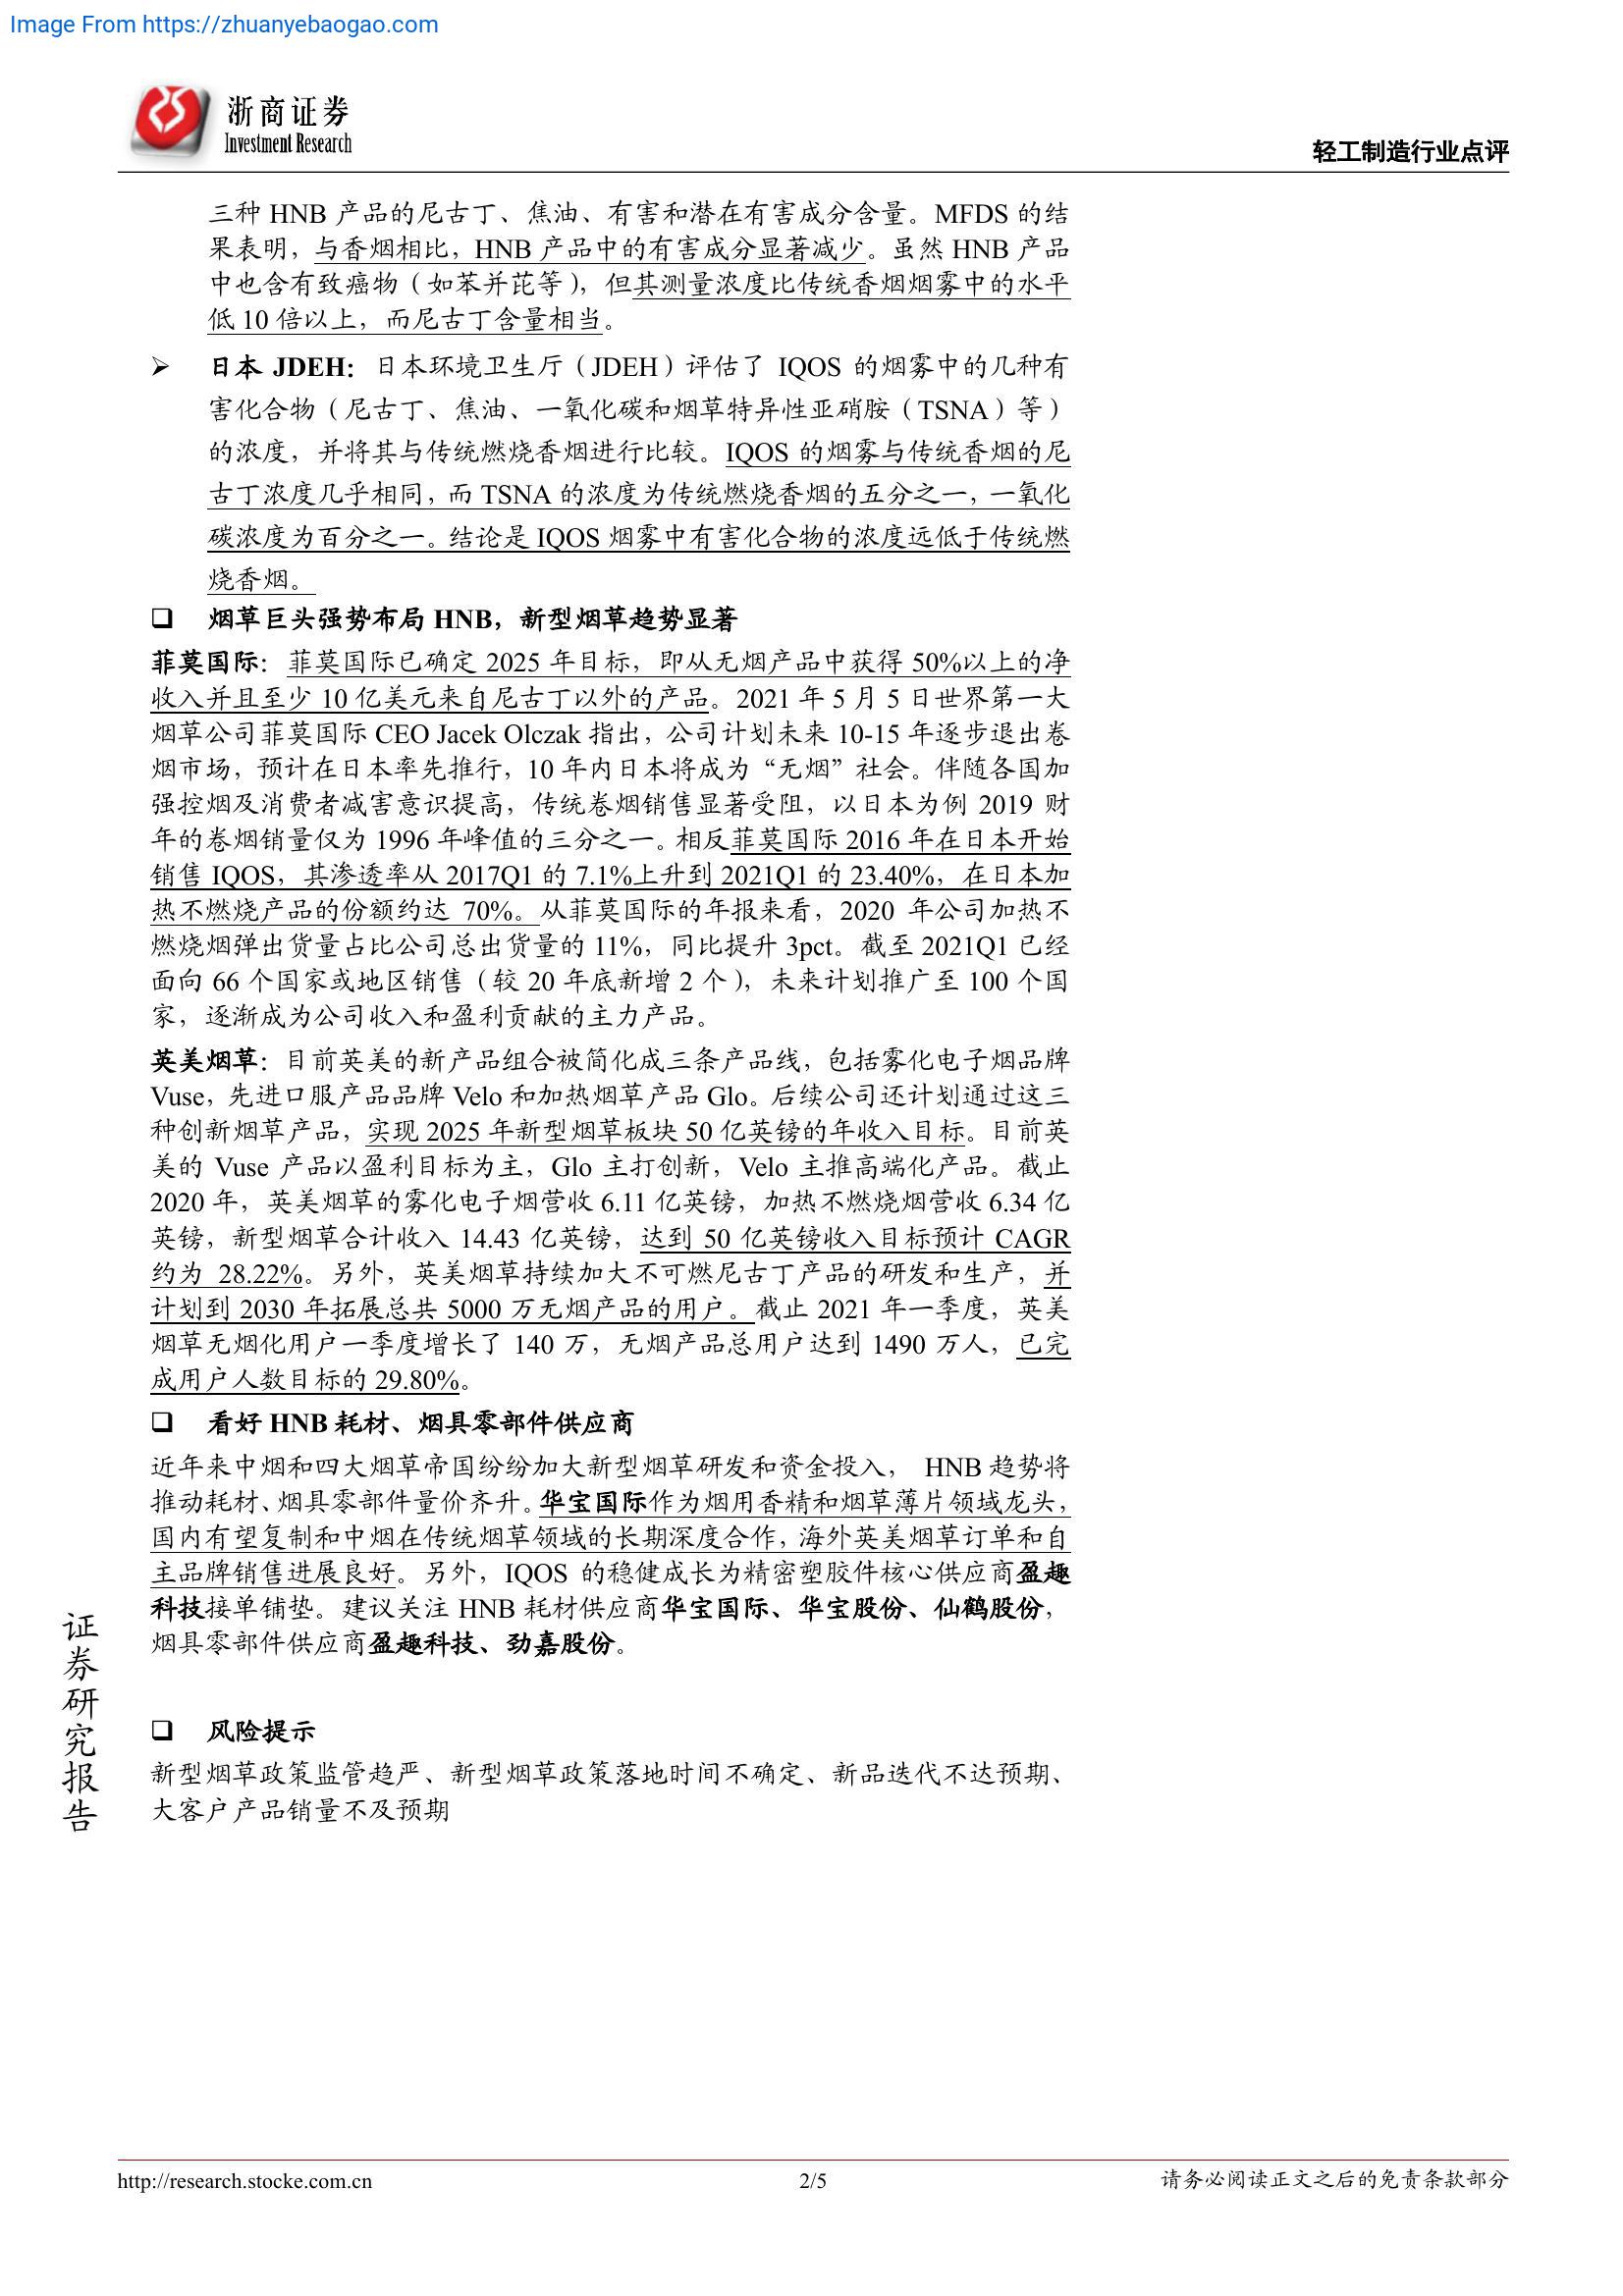 Image From https://zhuanyebaogao.com
浙商证券
Investment Research
轻工制造行业点评
三种 HNB 产品的尼古丁、焦油、有害和潜在有害成分含量。MFDS 的结
果表明，与香烟相比，HNB 产品中的有害成分显著减少。虽然 HNB 产品
中也含有致癌物（如苯并芘等），但其测量浓度比传统香烟烟雾中的水平
低 10 倍以上，而尼古丁含量相当。
➢ 日本 JDEH：日本环境卫生厅（JDEH）评估了 IQOS 的烟雾中的几种有
害化合物（尼古丁、焦油、一氧化碳和烟草特异性亚硝胺（TSNA）等）
的浓度，并将其与传统燃烧香烟进行比较。IQOS 的烟雾与传统香烟的尼
古丁浓度几乎相同，而 TSNA 的浓度为传统燃烧香烟的五分之一，一氧化
碳浓度为百分之一。结论是 IQOS 烟雾中有害化合物的浓度远低于传统燃
烧香烟。
❑ 烟草巨头强势布局 HNB，新型烟草趋势显著
菲莫国际：菲莫国际已确定 2025 年目标，即从无烟产品中获得 50%以上的净
收入并且至少 10 亿美元来自尼古丁以外的产品。2021 年 5 月 5 日世界第一大
烟草公司菲莫国际 CEO Jacek Olczak 指出，公司计划未来 10-15 年逐步退出卷
烟市场，预计在日本率先推行，10 年内日本将成为“无烟”社会。伴随各国加
强控烟及消费者减害意识提高，传统卷烟销售显著受阻，以日本为例 2019 财
年的卷烟销量仅为 1996 年峰值的三分之一。相反菲莫国际 2016 年在日本开始
销售 IQOS，其渗透率从 2017Q1 的 7.1%上升到 2021Q1 的 23.40%，在日本加
热不燃烧产品的份额约达 70%。从菲莫国际的年报来看，2020 年公司加热不
燃烧烟弹出货量占比公司总出货量的 11%，同比提升 3pct。截至 2021Q1 已经
面向 66 个国家或地区销售（较 20 年底新增 2 个），未来计划推广至 100 个国
家，逐渐成为公司收入和盈利贡献的主力产品。
英美烟草：目前英美的新产品组合被简化成三条产品线，包括雾化电子烟品牌
Vuse，先进口服产品品牌 Velo 和加热烟草产品 Glo。后续公司还计划通过这三
种创新烟草产品，实现 2025 年新型烟草板块 50 亿英镑的年收入目标。目前英
美的 Vuse 产品以盈利目标为主，Glo 主打创新，Velo 主推高端化产品。截止
2020 年，英美烟草的雾化电子烟营收 6.11 亿英镑，加热不燃烧烟营收 6.34 亿
英镑，新型烟草合计收入 14.43 亿英镑，达到 50 亿英镑收入目标预计 CAGR
约为 28.22%。另外，英美烟草持续加大不可燃尼古丁产品的研发和生产，并
计划到 2030 年拓展总共 5000 万无烟产品的用户。截止 2021 年一季度，英美
烟草无烟化用户一季度增长了 140 万，无烟产品总用户达到 1490 万人，已完
成用户人数目标的 29.80%。
❑ 看好 HNB 耗材、烟具零部件供应商
近年来中烟和四大烟草帝国纷纷加大新型烟草研发和资金投入， HNB 趋势将
推动耗材、烟具零部件量价齐升。华宝国际作为烟用香精和烟草薄片领域龙头，
国内有望复制和中烟在传统烟草领域的长期深度合作，海外英美烟草订单和自
主品牌销售进展良好。另外，IQOS 的稳健成长为精密塑胶件核心供应商盈趣
科技接单铺垫。建议关注 HNB 耗材供应商华宝国际、华宝股份、仙鹤股份，
烟具零部件供应商盈趣科技、劲嘉股份。
❑ 风险提示
新型烟草政策监管趋严、新型烟草政策落地时间不确定、新品迭代不达预期、
大客户产品销量不及预期
证券研究报告
http://research.stocke.com.cn
2/5
请务必阅读正文之后的免责条款部分